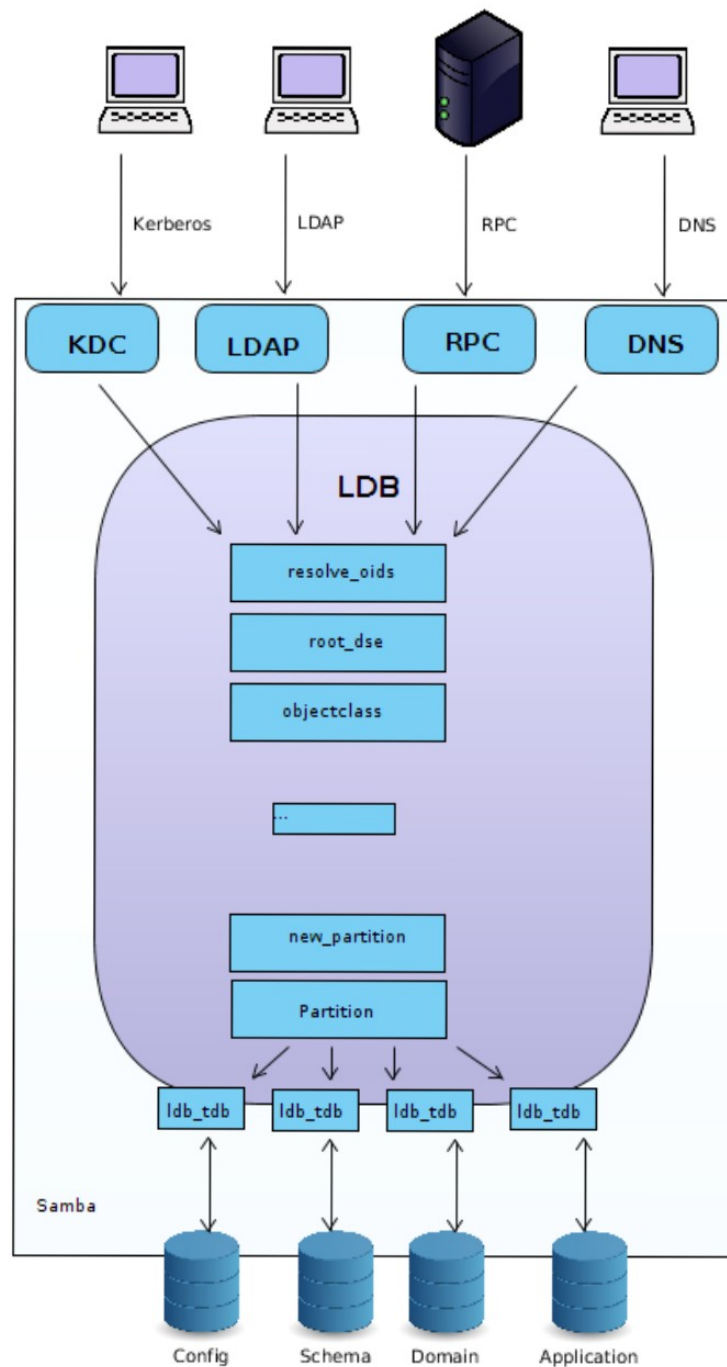 Kerberos
LDAP
RPC
DNS
KDC
LDAP
RPC
DNS
LDB
resolve_oids
root_dse
objectclass
...
new_partition
Partition
ldb_tdb
ldb_tdb
ldb_tdb
ldb_tdb
Samba
Config
Schema
Domain
Application